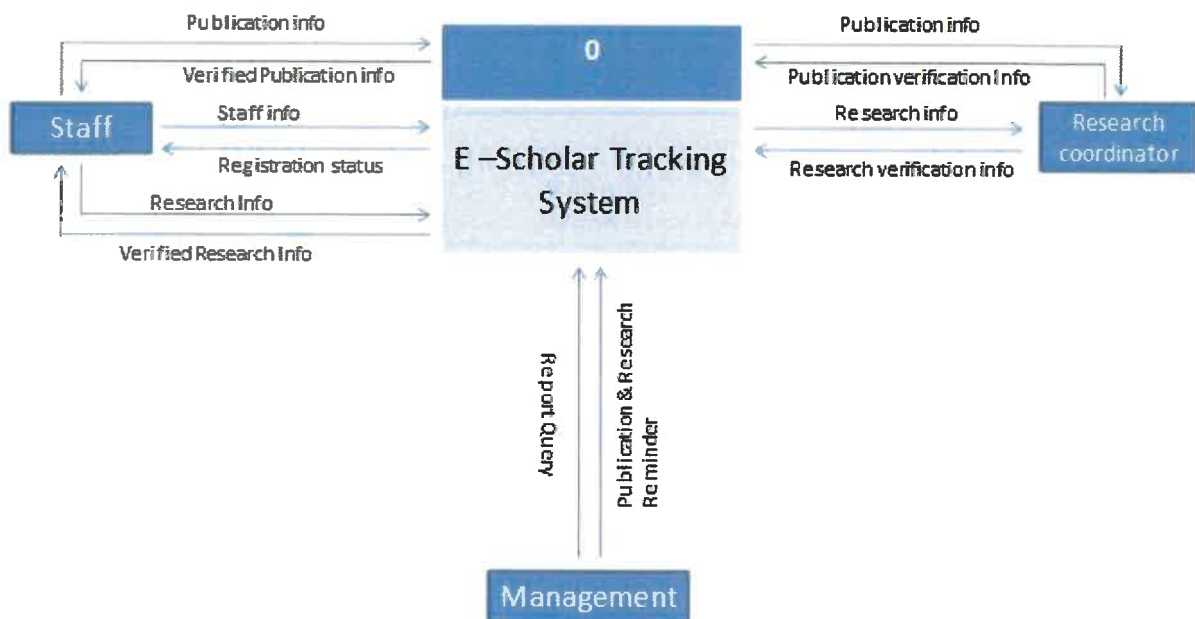 Publication info
Verified Publication info
Staff
Staff info
Registration status
Research Info
Verified Research Info
0
E –Scholar Tracking
System
Publication info
Publication verification Info
Research info
Research verification info
Research
coordinator
Report Query
Publication & Research
Reminder
Management